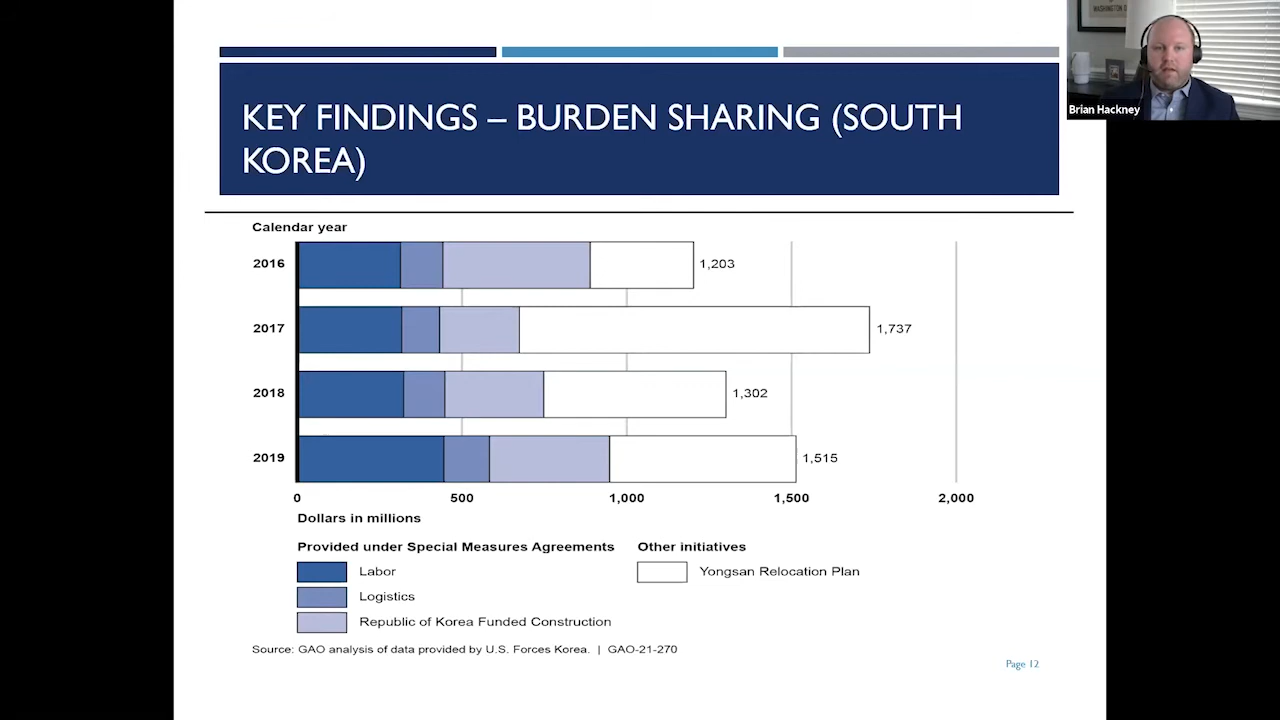 WASHINGTON D
Brian Hackney
KEY FINDINGS – BURDEN SHARING (SOUTH
KOREA)
Calendar year
2016
1,203
2017
1,737
2018
1,302
2019
1,515
0 500 1,000 1,500 2,000
Dollars in millions
Provided under Special Measures Agreements
Labor
Logistics
Republic of Korea Funded Construction
Other initiatives
Yongsan Relocation Plan
Source: GAO analysis of data provided by U.S. Forces Korea. | GAO-21-270
Page 12